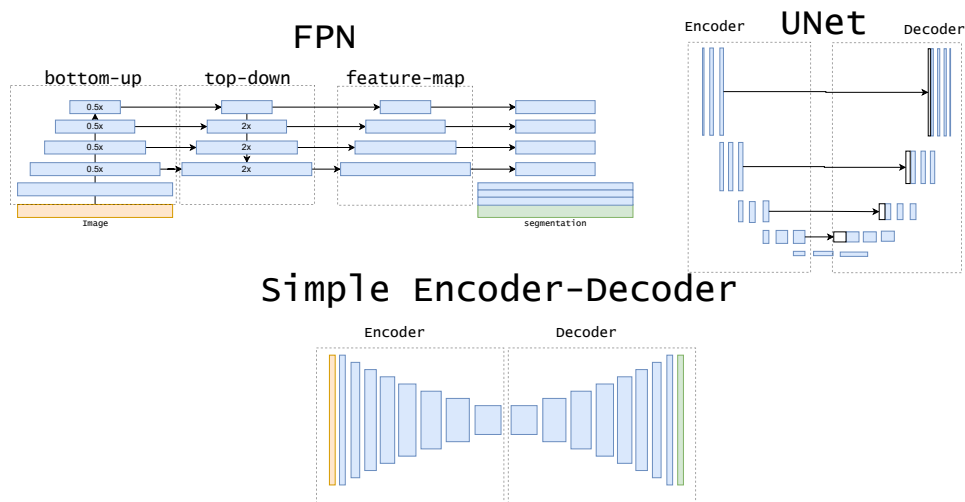 FPN
bottom-up top-down feature-map
0.5x
0.5x 2x
0.5x 2x
0.5x 2x
Image
segmentation
UNet
Encoder
Decoder
Simple Encoder-Decoder
Encoder Decoder